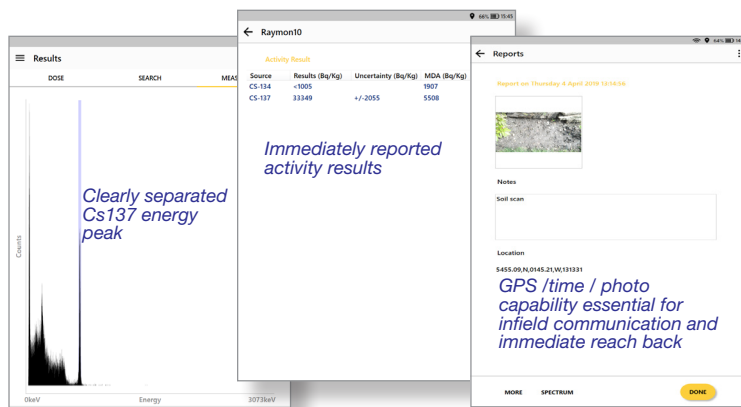 Results
DOSE SEARCH MEAS
Clearly separated
Cs137 energy
peak
Counts
0keV Energy 3073keV
66% 15:45
Raymon10
Activity Result
Source Results (Bq/Kg) Uncertainty (Bq/Kg) MDA (Bq/Kg)
CS-134 <1005 1907
CS-137 33349 +/-2055 5508
Immediately reported
activity results
64% 14
Reports
Report on Thursday 4 April 2019 13:14:56
Notes
Soil scan
Location
5455.09,N,0145.21,W,131331
GPS /time / photo
capability essential for
infield communication and
immediate reach back
MORE SPECTRUM DONE